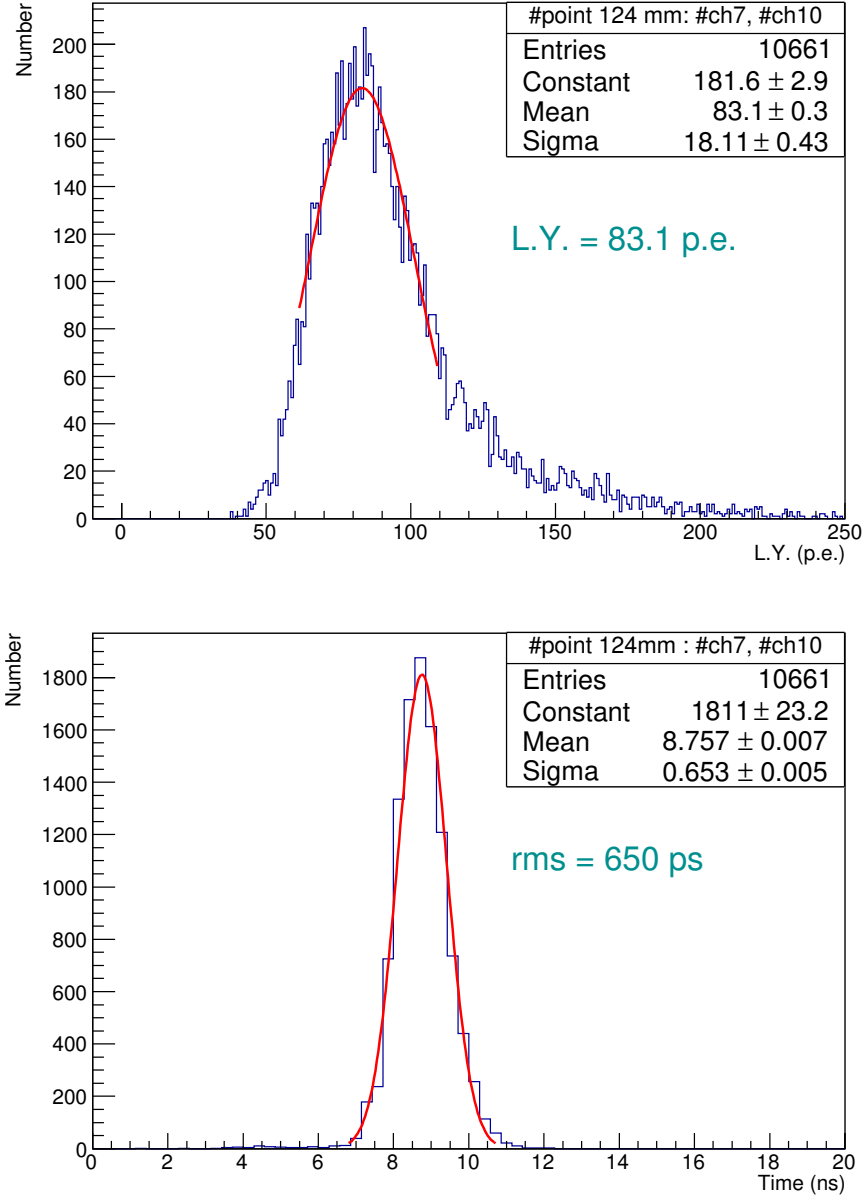 Number
#point 124 mm: #ch7, #ch10
Entries 10661
Constant 181.6 ± 2.9
Mean 83.1 ± 0.3
Sigma 18.11 ± 0.43
L.Y. = 83.1 p.e.
200
180
160
140
120
100
80
60
40
20
0
0 50 100 150 200 250
L.Y. (p.e.)
Number
#point 124mm : #ch7, #ch10
Entries 10661
Constant 1811 ± 23.2
Mean 8.757 ± 0.007
Sigma 0.653 ± 0.005
rms = 650 ps
1800
1600
1400
1200
1000
800
600
400
200
0
0 2 4 6 8 10 12 14 16 18 20
Time (ns)